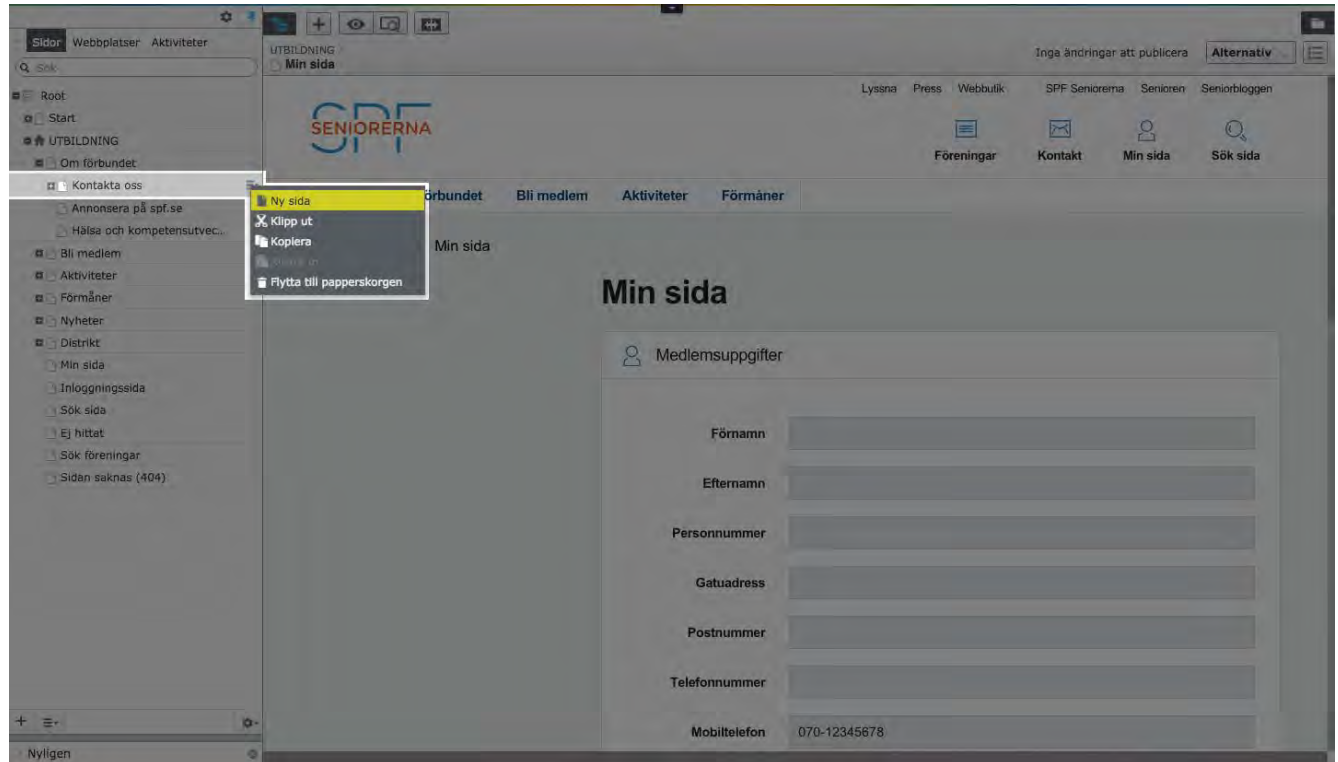 Sidor Webbplatser Aktiviteter
Sök
Root
Start
UTBILDNING
Om förbundet
Kontakta oss
Annonsera på spf.se
Hälsa och kompetensutvec...
Bli medlem
Aktiviteter
Förmåner
Nyheter
Distrikt
Min sida
Inloggningssida
Sök sida
Ej hittat
Sök föreningar
Sidan saknas (404)
Nyligen
Ny sida
Klipp ut
Kopiera
Flytta till papperskorgen
UTBILDNING
Min sida
Inga ändringar att publicera Alternativ
Lyssna Press Webbutik SPF Seniorerna Senioren Seniorbloggen
SPF
SENIORERNA
Föreningar Kontakt Min sida Sök sida
örbundet Bli medlem Aktiviteter Förmåner
Min sida
Min sida
Medlemsuppgifter
Förnamn
Efternamn
Personnummer
Gatuadress
Postnummer
Telefonnummer
Mobiltelefon 070-12345678